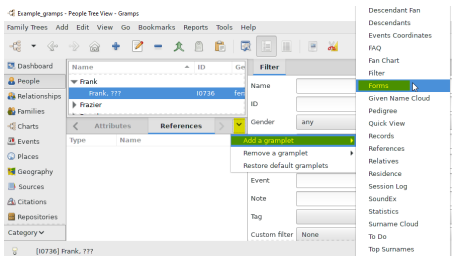 Example_gramps - People Tree View - Gramps
Family Trees Add Edit View Go Bookmarks Reports Tools Help
Dashboard
People
Relationships
Families
Charts
Events
Places
Geography
Sources
Citations
Repositories
Category
Name ID Ge
Frank
Frank, ??? I0736 fem
Frazier
Attributes References
Type Name
Filter
Name
ID
Gender any
Add a gramplet
Remove a gramplet
Restore default gramplets
Event
Note
Tag
Custom filter None
Descendant Fan
Descendants
Events Coordinates
FAQ
Fan Chart
Filter
Forms
Given Name Cloud
Pedigree
Quick View
Records
References
Relatives
Residence
Session Log
SoundEx
Statistics
Surname Cloud
To Do
Top Surnames
[I0736] Frank, ???